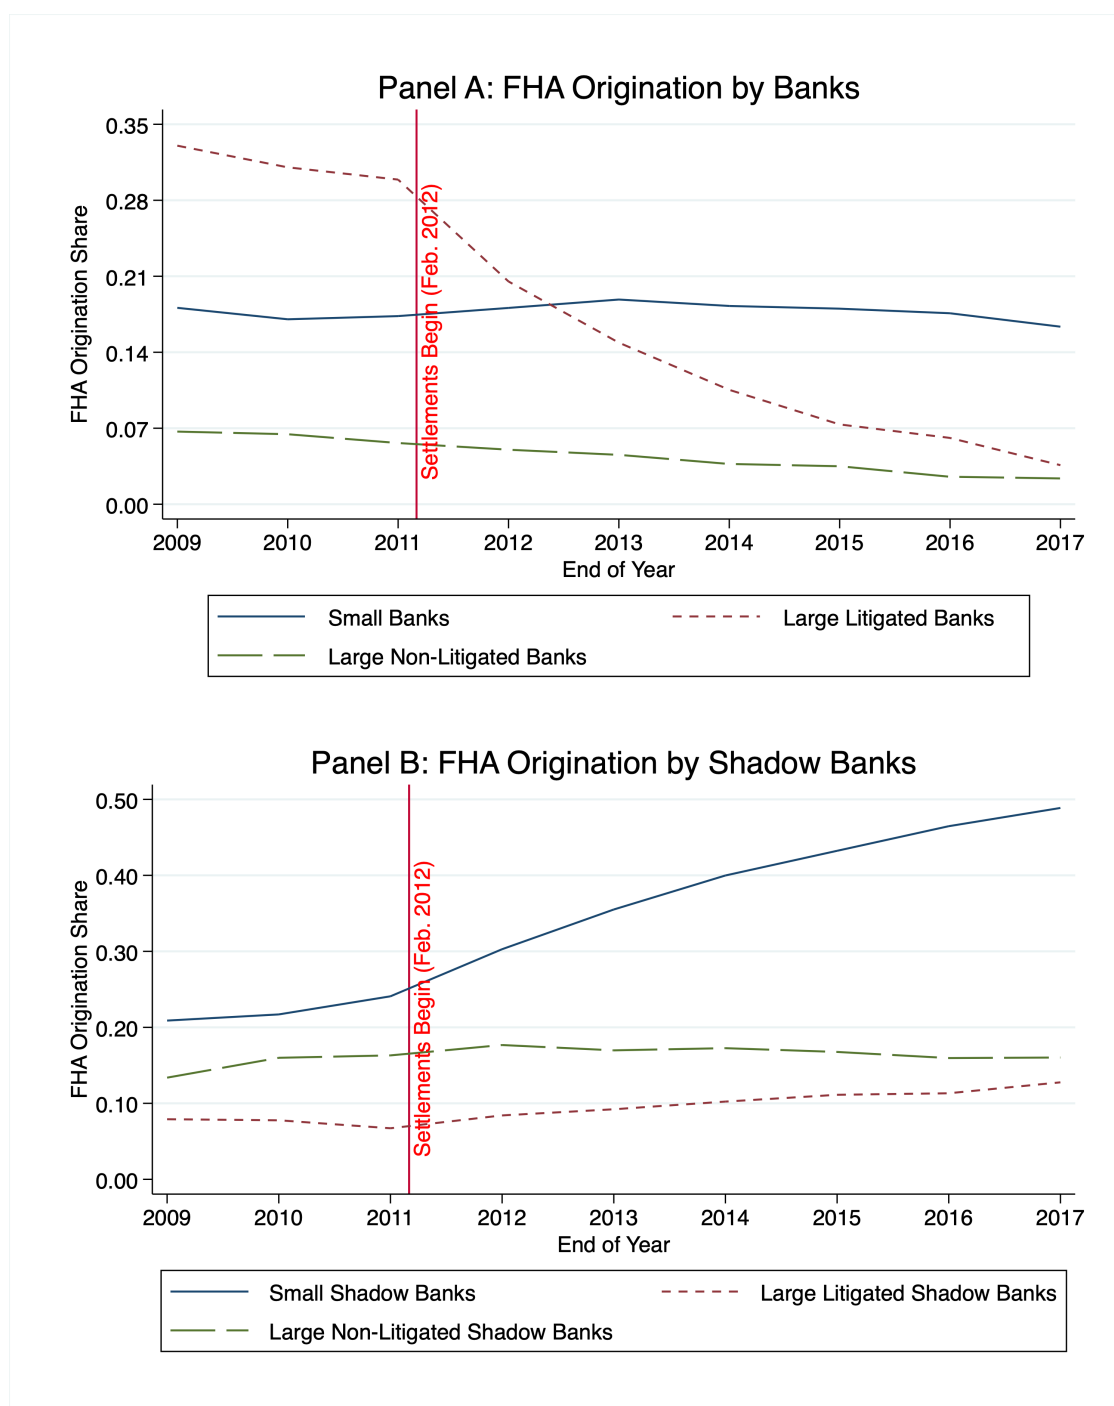 Panel A: FHA Origination by Banks
FHA Origination Share
0.35
0.28
0.21
0.14
0.07
0.00
Settlements Begin (Feb. 2012)
2009 2010 2011 2012 2013 2014 2015 2016 2017
End of Year
Small Banks Large Litigated Banks
Large Non-Litigated Banks
Panel B: FHA Origination by Shadow Banks
FHA Origination Share
0.50
0.40
0.30
0.20
0.10
0.00
Settlements Begin (Feb. 2012)
2009 2010 2011 2012 2013 2014 2015 2016 2017
End of Year
Small Shadow Banks Large Litigated Shadow Banks
Large Non-Litigated Shadow Banks